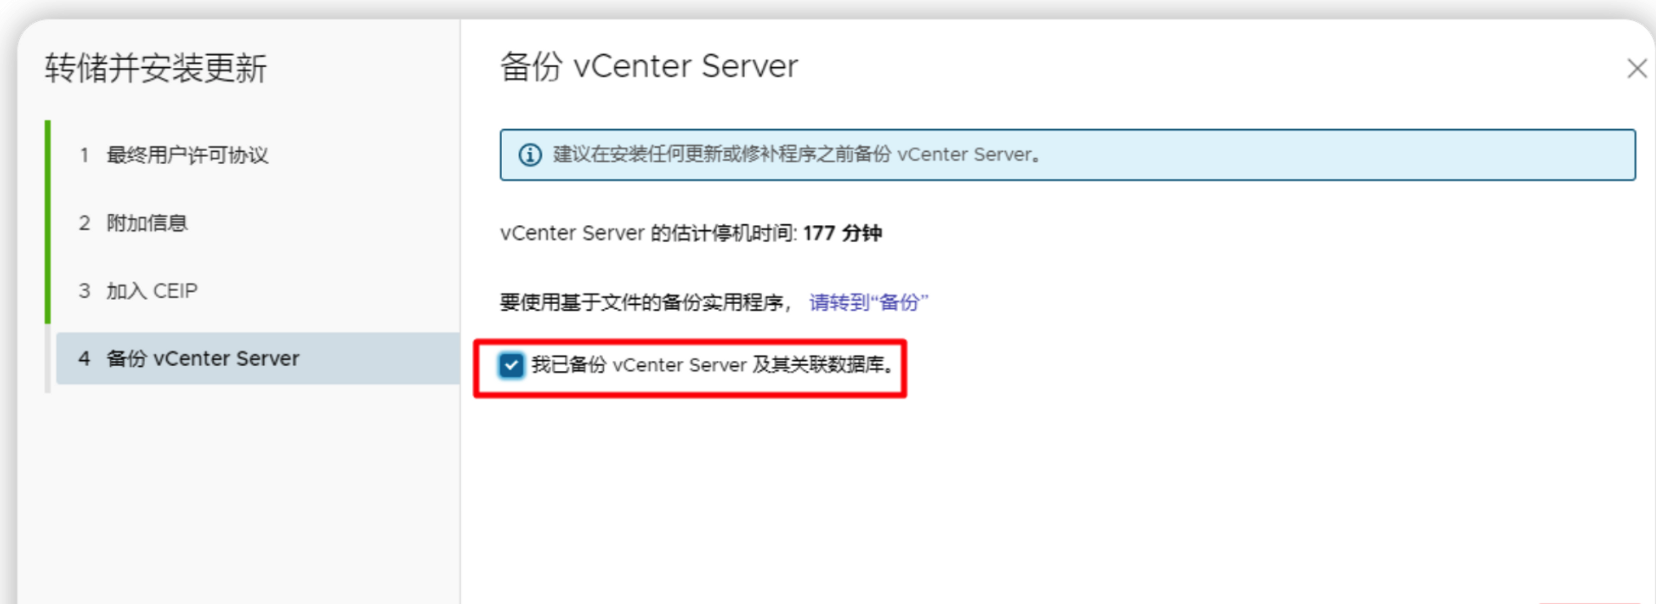 转储并安装更新
1 最终用户许可协议
2 附加信息
3 加入 CEIP
4 备份 vCenter Server
备份 vCenter Server
建议在安装任何更新或修补程序之前备份 vCenter Server。
vCenter Server 的估计停机时间: 177 分钟
要使用基于文件的备份实用程序， 请转到“备份”
我已备份 vCenter Server 及其关联数据库。